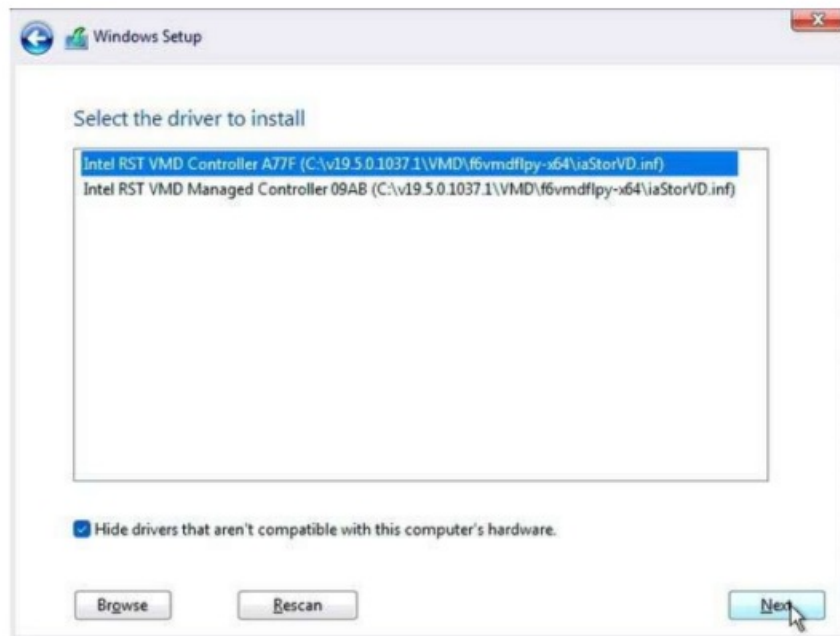 Windows Setup
Select the driver to install
Intel RST VMD Controller A77F (C:\v19.5.0.1037.1\VMD\f6vmdflpy-x64\iaStorVD.inf)
Intel RST VMD Managed Controller 09AB (C:\v19.5.0.1037.1\VMD\f6vmdflpy-x64\iaStorVD.inf)
Hide drivers that aren't compatible with this computer's hardware.
Browse Rescan Next